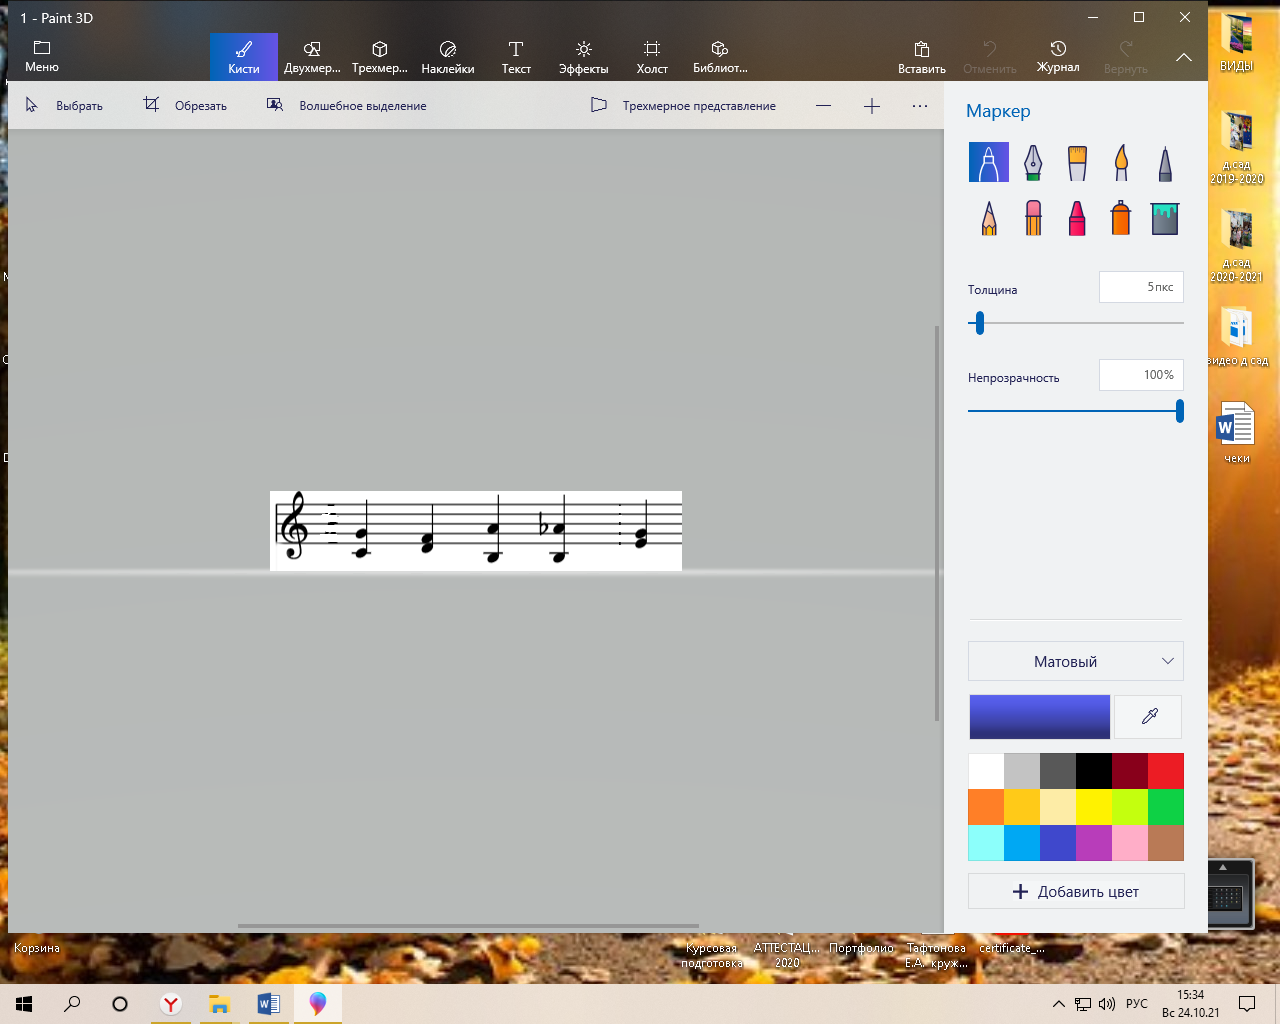 1 - Paint 3D
Меню
Кисти
Двухмер...
Трехмер...
Наклейки
Текст
Эффекты
Холст
Библиот...
Вставить
Отменить
Журнал
Вернуть
Выбрать
Обрезать
Волшебное выделение
Трехмерное представление
Маркер
Толщина
5пкс
Непрозрачность
100%
Матовый
Добавить цвет
ВИДЫ
д.сад
2019-2020
д.сад
2020-2021
видео д сад
чеки
Корзина
Курсовая
подготовка
АТТЕСТАЦ...
2020
Портфолио
Тафтонова
Е.А. круж...
certificate_...
РУС
15:34
Вс 24.10.21